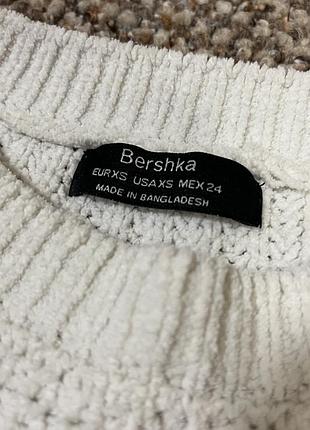 Bershka
EUR XS USA XS MEX 24
MADE IN BANGLADESH